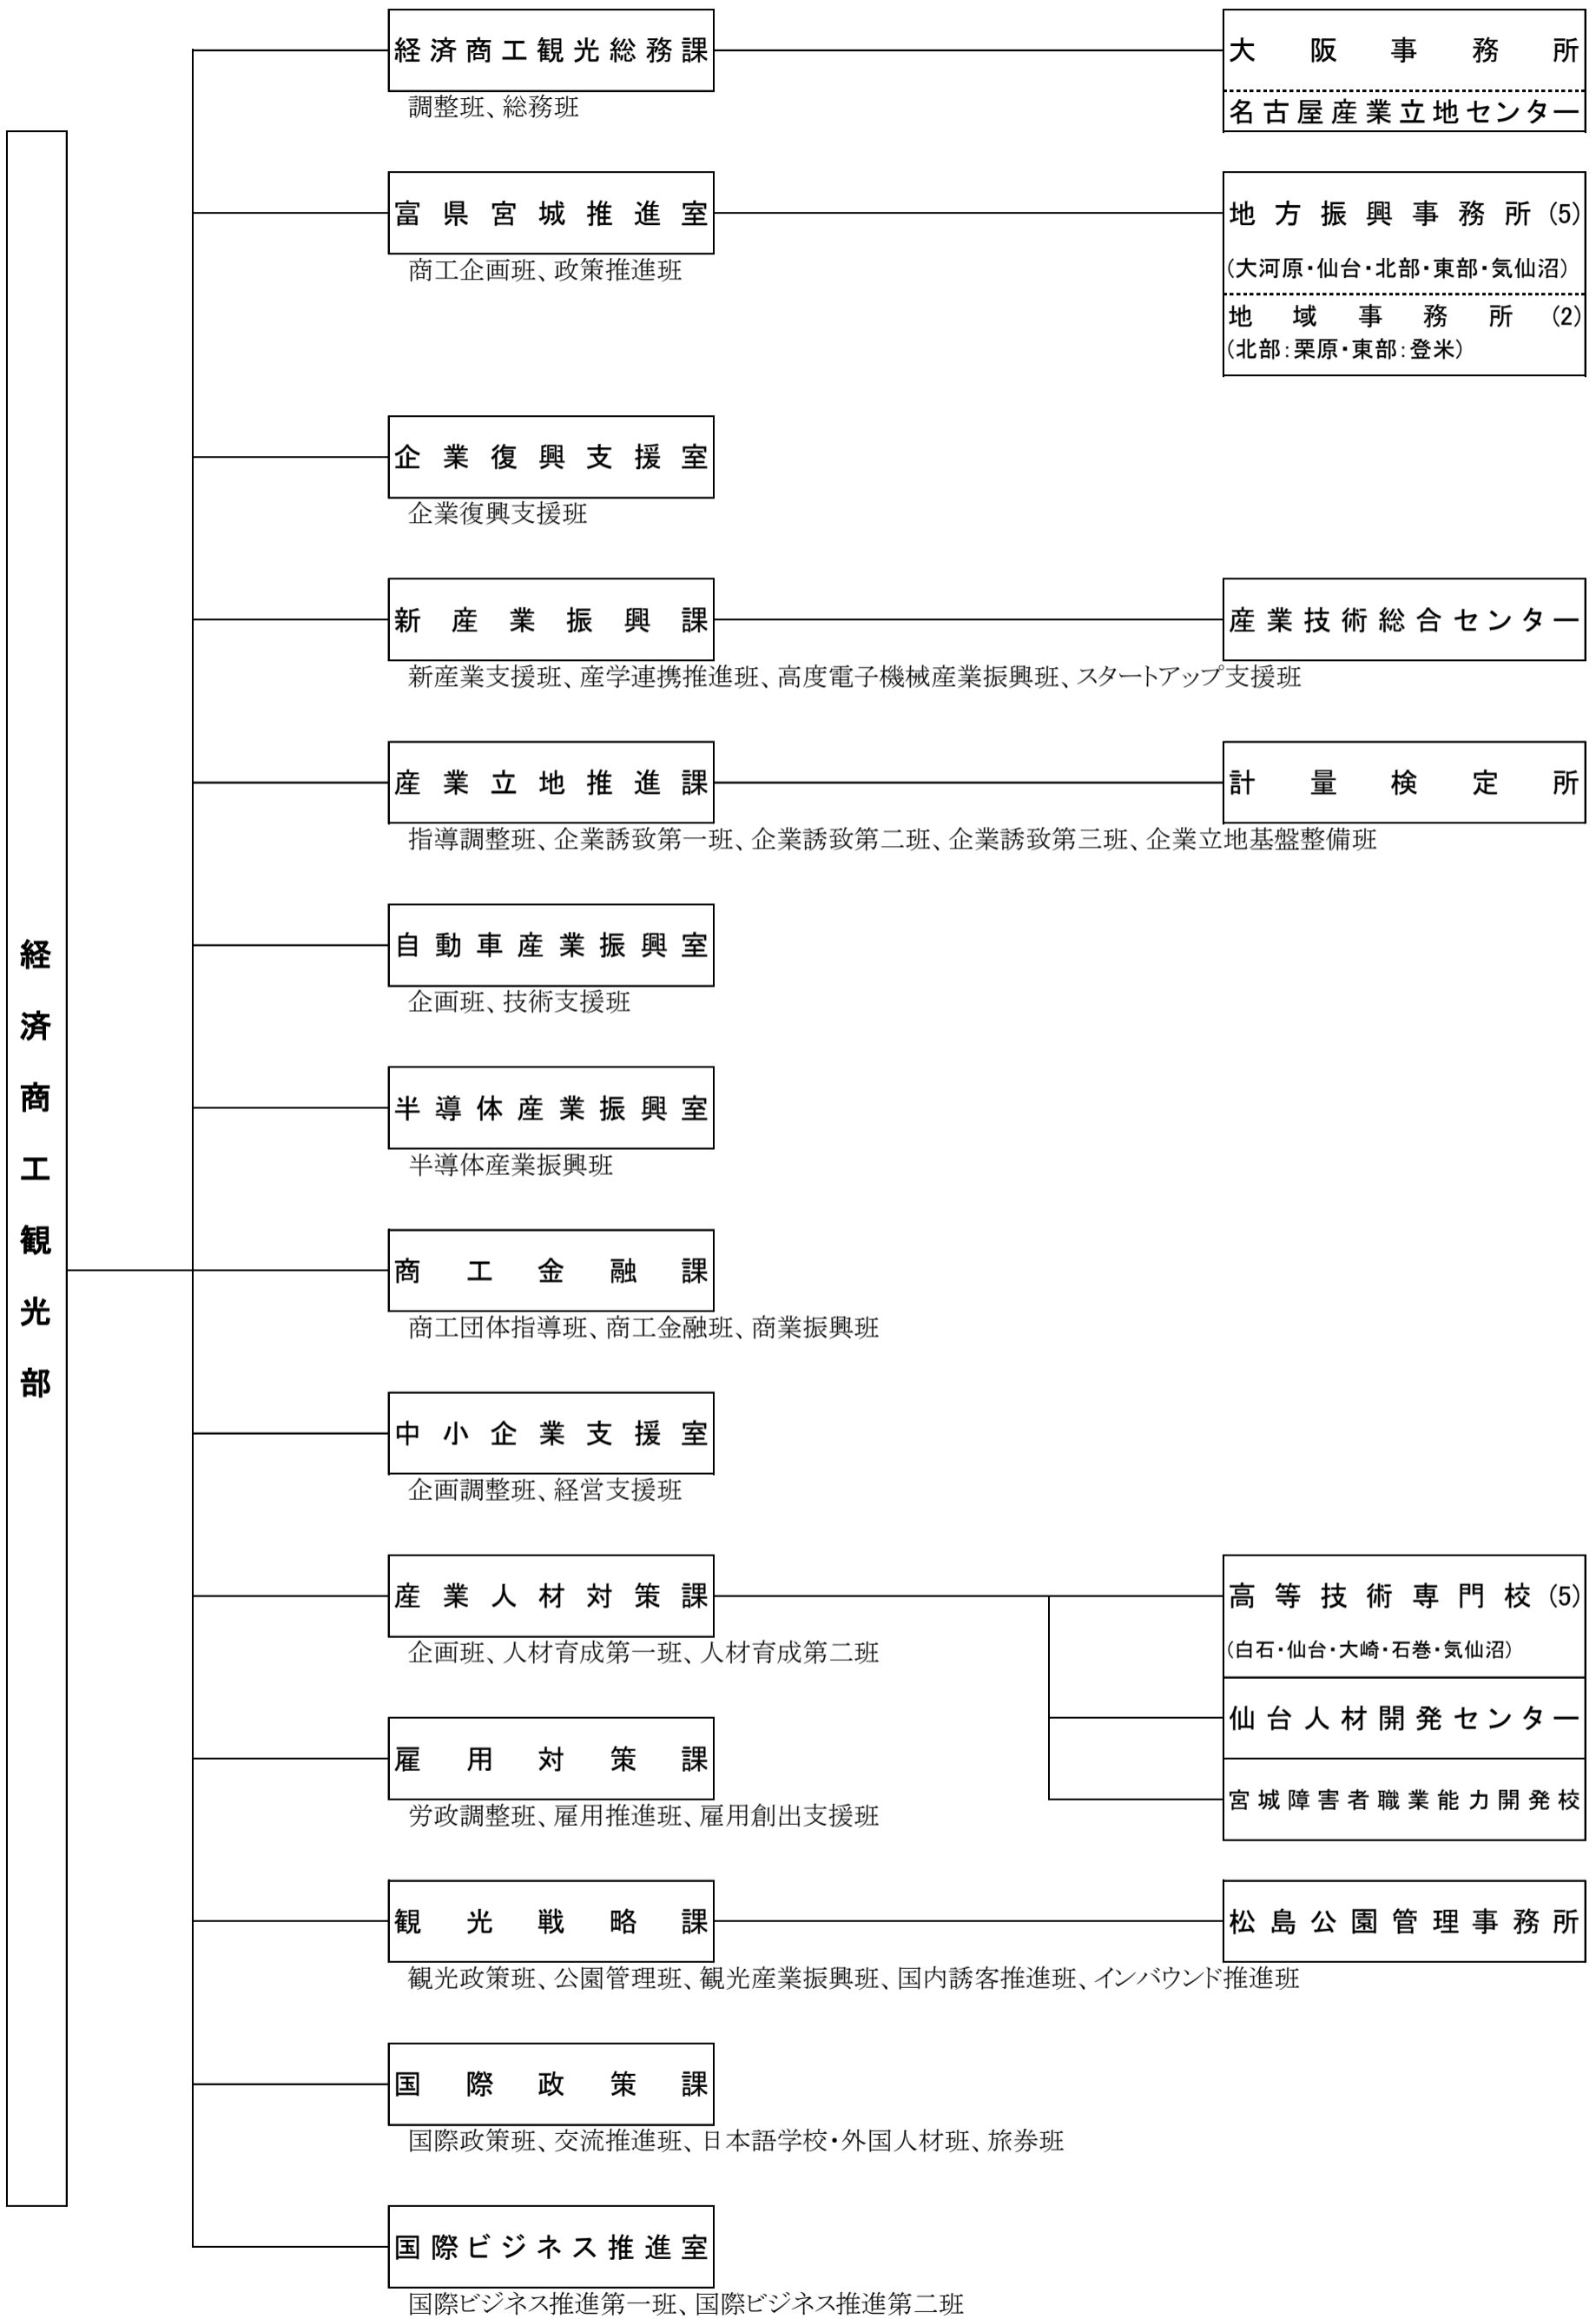 経済商工観光部
経済商工観光総務課
調整班、総務班
大阪事務所
名古屋産業立地センター
富県宮城推進室
商工企画班、政策推進班
地方振興事務所(5)
(大河原・仙台・北部・東部・気仙沼)
地域事務所(2)
(北部:栗原・東部:登米)
企業復興支援室
企業復興支援班
新産業振興課
新産業支援班、産学連携推進班、高度電子機械産業振興班、スタートアップ支援班
産業技術総合センター
産業立地推進課
指導調整班、企業誘致第一班、企業誘致第二班、企業誘致第三班、企業立地基盤整備班
計量検定所
自動車産業振興室
企画班、技術支援班
半導体産業振興室
半導体産業振興班
商工金融課
商工団体指導班、商工金融班、商業振興班
中小企業支援室
企画調整班、経営支援班
産業人材対策課
企画班、人材育成第一班、人材育成第二班
高等技術専門校(5)
(白石・仙台・大崎・石巻・気仙沼)
仙台人材開発センター
宮城障害者職業能力開発校
雇用対策課
労政調整班、雇用推進班、雇用創出支援班
観光戦略課
観光政策班、公園管理班、観光産業振興班、国内誘客推進班、インバウンド推進班
松島公園管理事務所
国際政策課
国際政策班、交流推進班、日本語学校・外国人材班、旅券班
国際ビジネス推進室
国際ビジネス推進第一班、国際ビジネス推進第二班